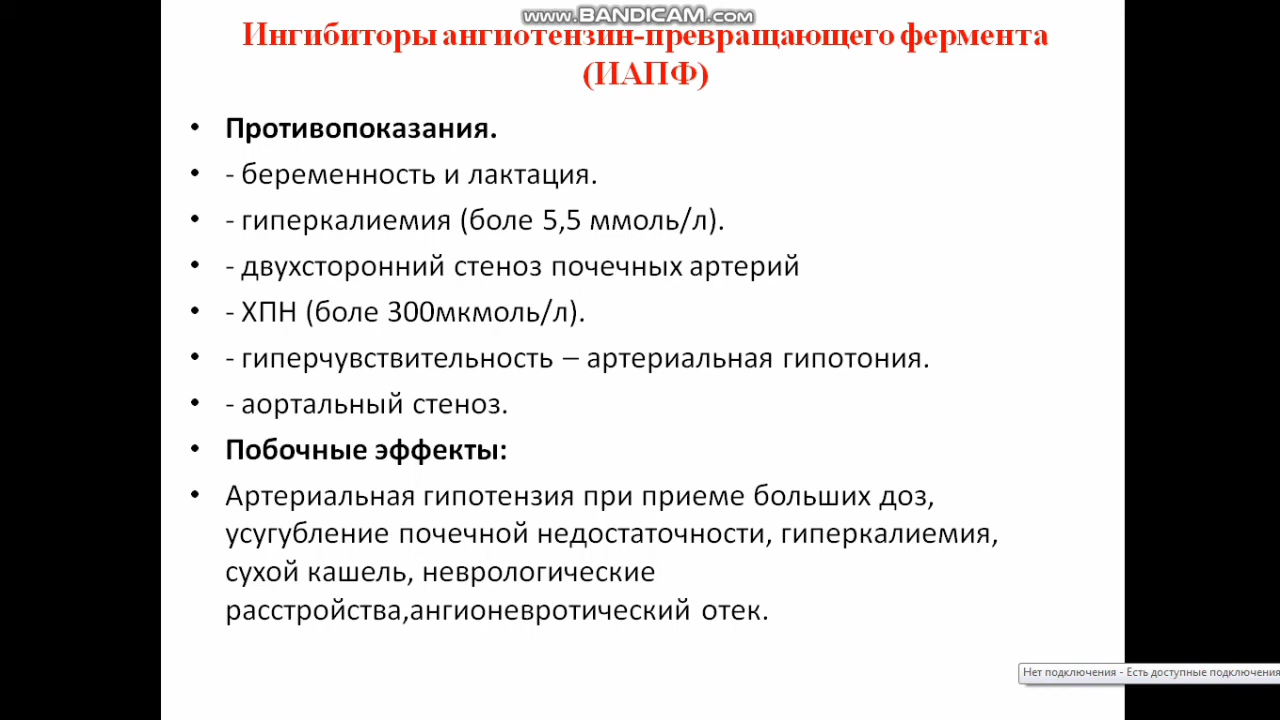 www.BANDICAM.com
Ингибиторы ангиотензин-превращающего фермента
(ИАПФ)
• Противопоказания.
• - беременность и лактация.
• - гиперкалиемия (боле 5,5 ммоль/л).
• - двухсторонний стеноз почечных артерий
• - ХПН (боле 300мкмоль/л).
• - гиперчувствительность – артериальная гипотония.
• - аортальный стеноз.
• Побочные эффекты:
• Артериальная гипотензия при приеме больших доз,
усугубление почечной недостаточности, гиперкалиемия,
сухой кашель, неврологические
расстройства,ангионевротический отек.
Нет подключения - Есть доступные подключения